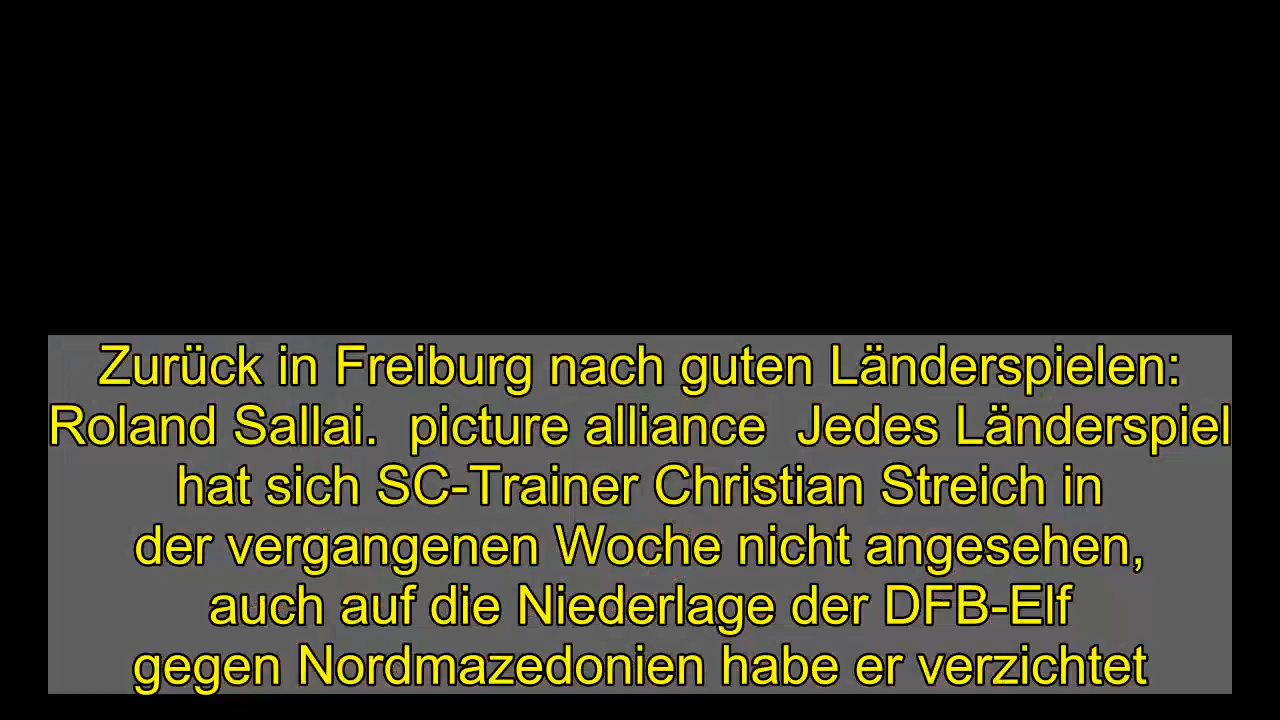 Zurück in Freiburg nach guten Länderspielen:
Roland Sallai.  picture alliance  Jedes Länderspiel
hat sich SC-Trainer Christian Streich in
der vergangenen Woche nicht angesehen,
auch auf die Niederlage der DFB-Elf
gegen Nordmazedonien habe er verzichtet